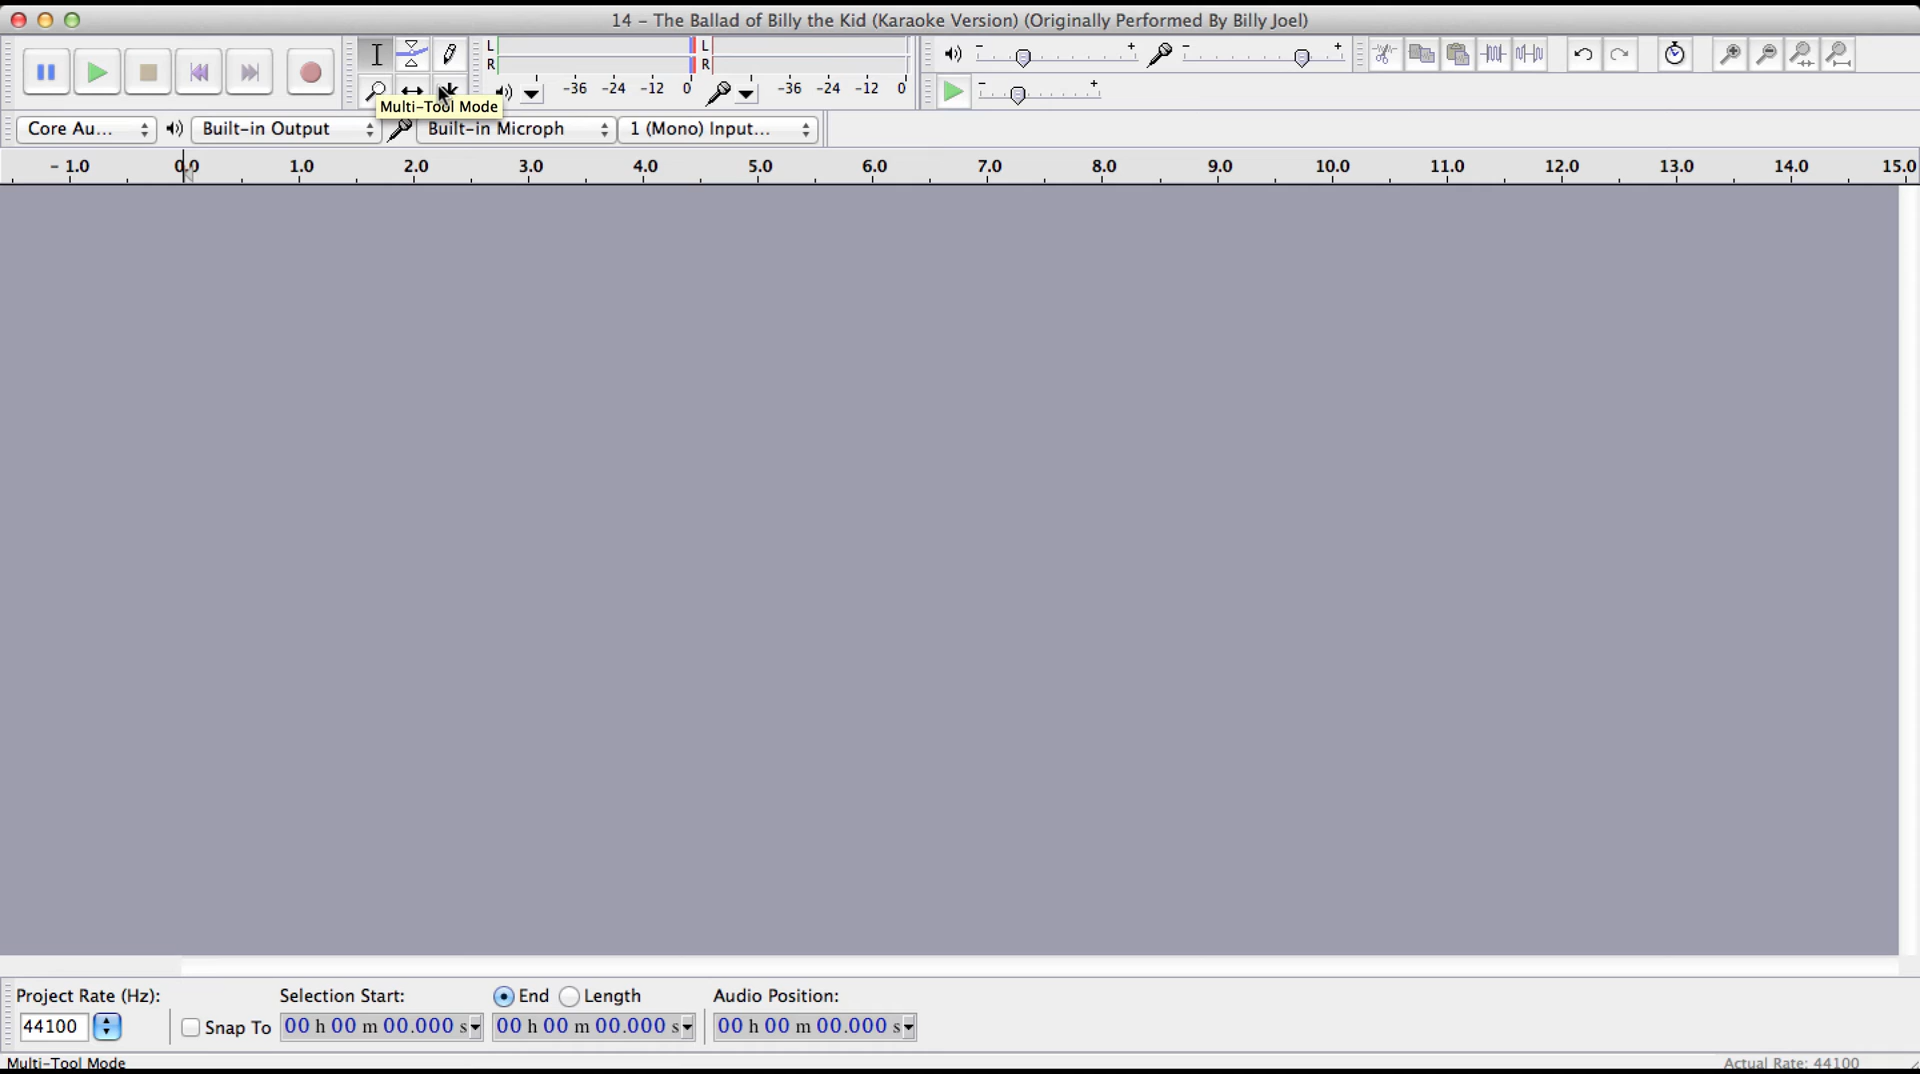 14 – The Ballad of Billy the Kid (Karaoke Version) (Originally Performed By Billy Joel)
L
R
L
R
-36 -24 -12 0
-36 -24 -12 0
Multi-Tool Mode
Core Au...
Built-in Output
Built-in Microph
1 (Mono) Input...
- 1.0 0.0 1.0 2.0 3.0 4.0 5.0 6.0 7.0 8.0 9.0 10.0 11.0 12.0 13.0 14.0 15.0
Project Rate (Hz):
Selection Start:
End
Length
Audio Position:
44100
Snap To
00 h 00 m 00.000 s
00 h 00 m 00.000 s
00 h 00 m 00.000 s
Multi-Tool Mode
Actual Rate: 44100